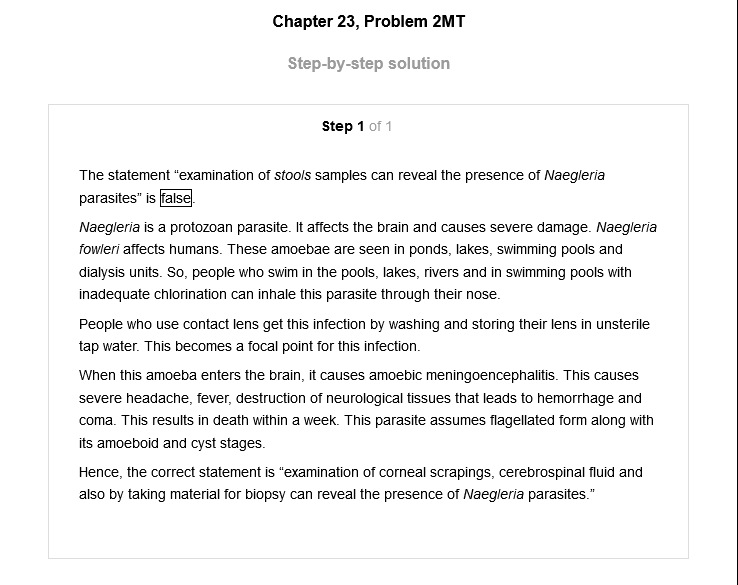 Chapter 23, Problem 2MT
Step-by-step solution
Step 1 of 1
The statement “examination of stools samples can reveal the presence of Naegleria
parasites” is false.
Naegleria is a protozoan parasite. It affects the brain and causes severe damage. Naegleria
fowleri affects humans. These amoebae are seen in ponds, lakes, swimming pools and
dialysis units. So, people who swim in the pools, lakes, rivers and in swimming pools with
inadequate chlorination can inhale this parasite through their nose.
People who use contact lens get this infection by washing and storing their lens in unsterile
tap water. This becomes a focal point for this infection.
When this amoeba enters the brain, it causes amoebic meningoencephalitis. This causes
severe headache, fever, destruction of neurological tissues that leads to hemorrhage and
coma. This results in death within a week. This parasite assumes flagellated form along with
its amoeboid and cyst stages.
Hence, the correct statement is “examination of corneal scrapings, cerebrospinal fluid and
also by taking material for biopsy can reveal the presence of Naegleria parasites.”